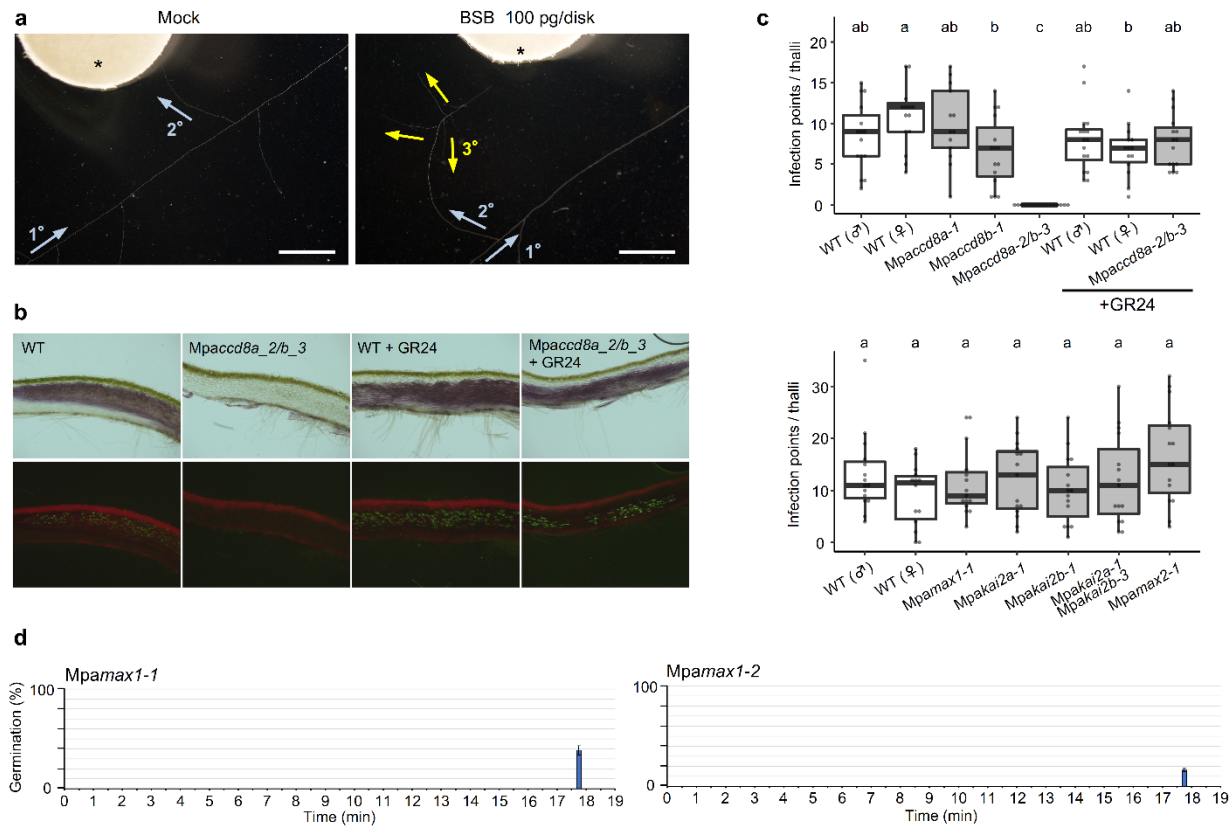 a
Mock
BSB 100 pg/disk
*
2°
1°
*
3°
2°
1°
b
WT
Mpaccd8a_2/b_3
WT + GR24
Mpaccd8a_2/b_3
+ GR24
c
ab
a
ab
b
c
ab
b
ab
Infection points / thalli
20
15
10
5
0
WT (♂)
WT (♀)
Mpaccd8a-1
Mpaccd8b-1
Mpaccd8a-2/b-3
WT (♂)
WT (♀)
Mpaccd8a-2/b-3
+GR24
a
a
a
a
a
a
a
Infection points / thalli
30
20
10
0
WT (♂)
WT (♀)
Mpamax1-1
Mpakai2a-1
Mpakai2b-1
Mpakai2a-1
Mpakai2b-3
Mpamax2-1
d
Mpamax1-1
Germination (%)
100
0
0 1 2 3 4 5 6 7 8 9 10 11 12 13 14 15 16 17 18 19
Time (min)
Mpamax1-2
100
0
0 1 2 3 4 5 6 7 8 9 10 11 12 13 14 15 16 17 18 19
Time (min)